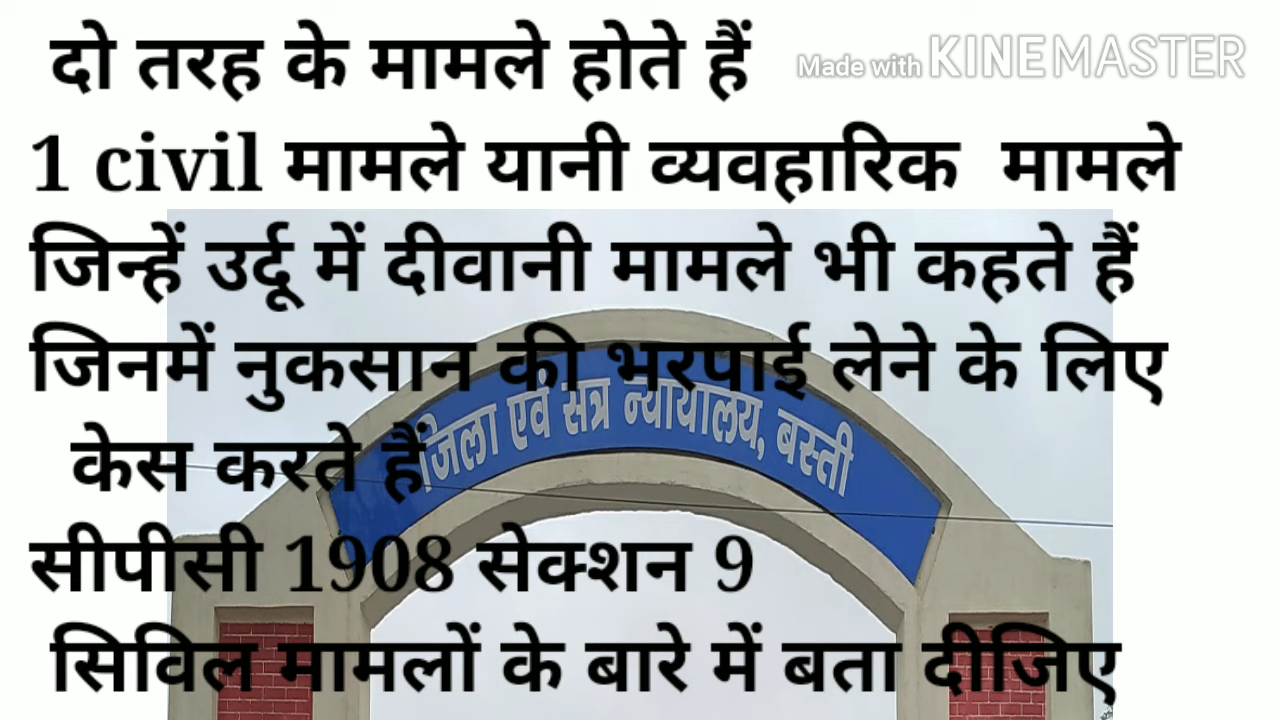 दो तरह के मामले होते हैं
Made with KINEMASTER
1 civil मामले यानी व्यवहारिक मामले
जिन्हें उर्दू में दीवानी मामले भी कहते हैं
जिनमें नुकसान की भरपाई लेने के लिए
केस करते हैं
जिला एवं सत्र न्यायालय, बस्ती
सीपीसी 1908 सेक्शन 9
सिविल मामलों के बारे में बता दीजिए